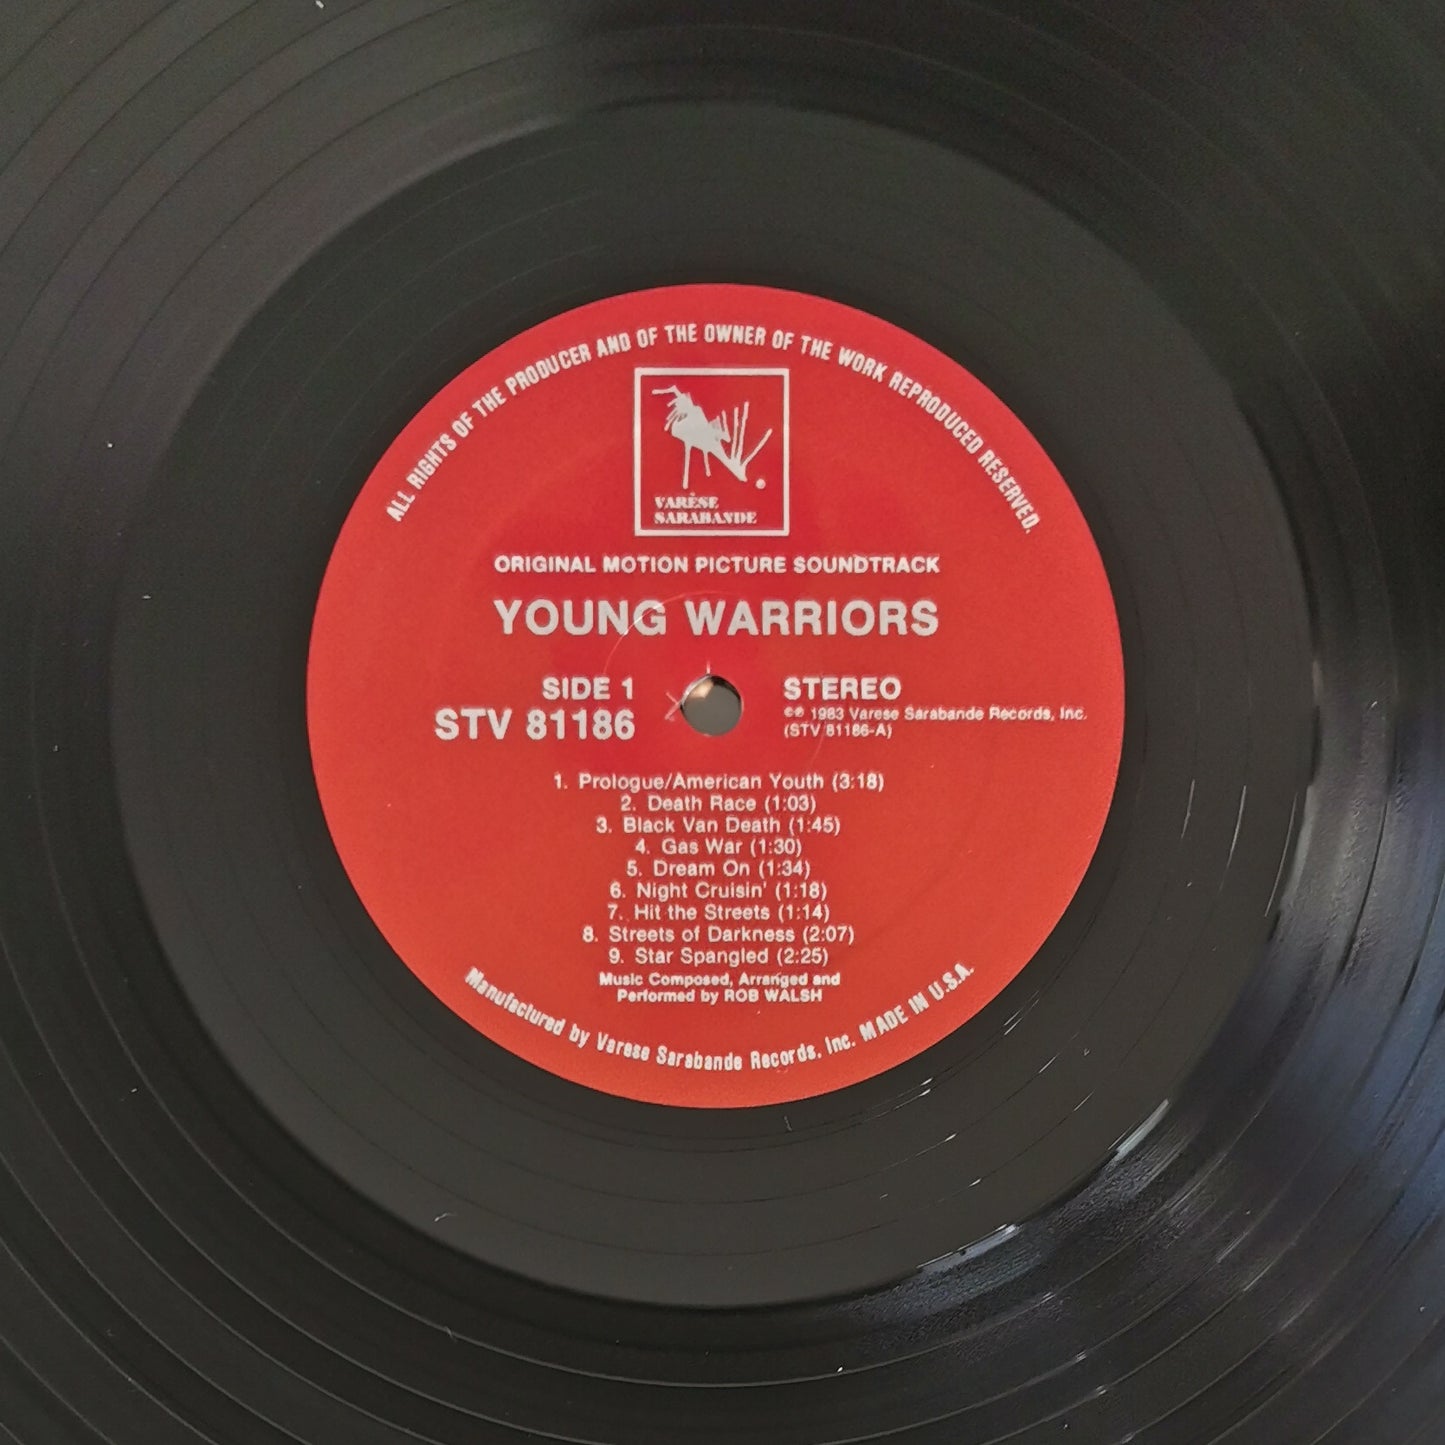 ALL RIGHTS OF THE PRODUCER AND OF THE OWNER OF THE WORK REPRODUCED RESERVED.
VARÈSE
SARABANDE
ORIGINAL MOTION PICTURE SOUNDTRACK
YOUNG WARRIORS
SIDE 1
STV 81186
STEREO
©℗ 1983 Varese Sarabande Records, Inc.
(STV 81186-A)
1. Prologue/American Youth (3:18)
2. Death Race (1:03)
3. Black Van Death (1:45)
4. Gas War (1:30)
5. Dream On (1:34)
6. Night Cruisin' (1:18)
7. Hit the Streets (1:14)
8. Streets of Darkness (2:07)
9. Star Spangled (2:25)
Music Composed, Arranged and
Performed by ROB WALSH
Manufactured by Varese Sarabande Records, Inc. MADE IN U.S.A.